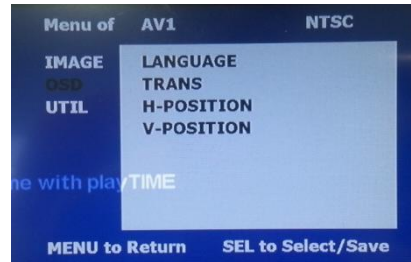 Menu of AV1 NTSC
IMAGE LANGUAGE
OSD TRANS
UTIL H-POSITION
V-POSITION
ne with playTIME
MENU to Return SEL to Select/Save